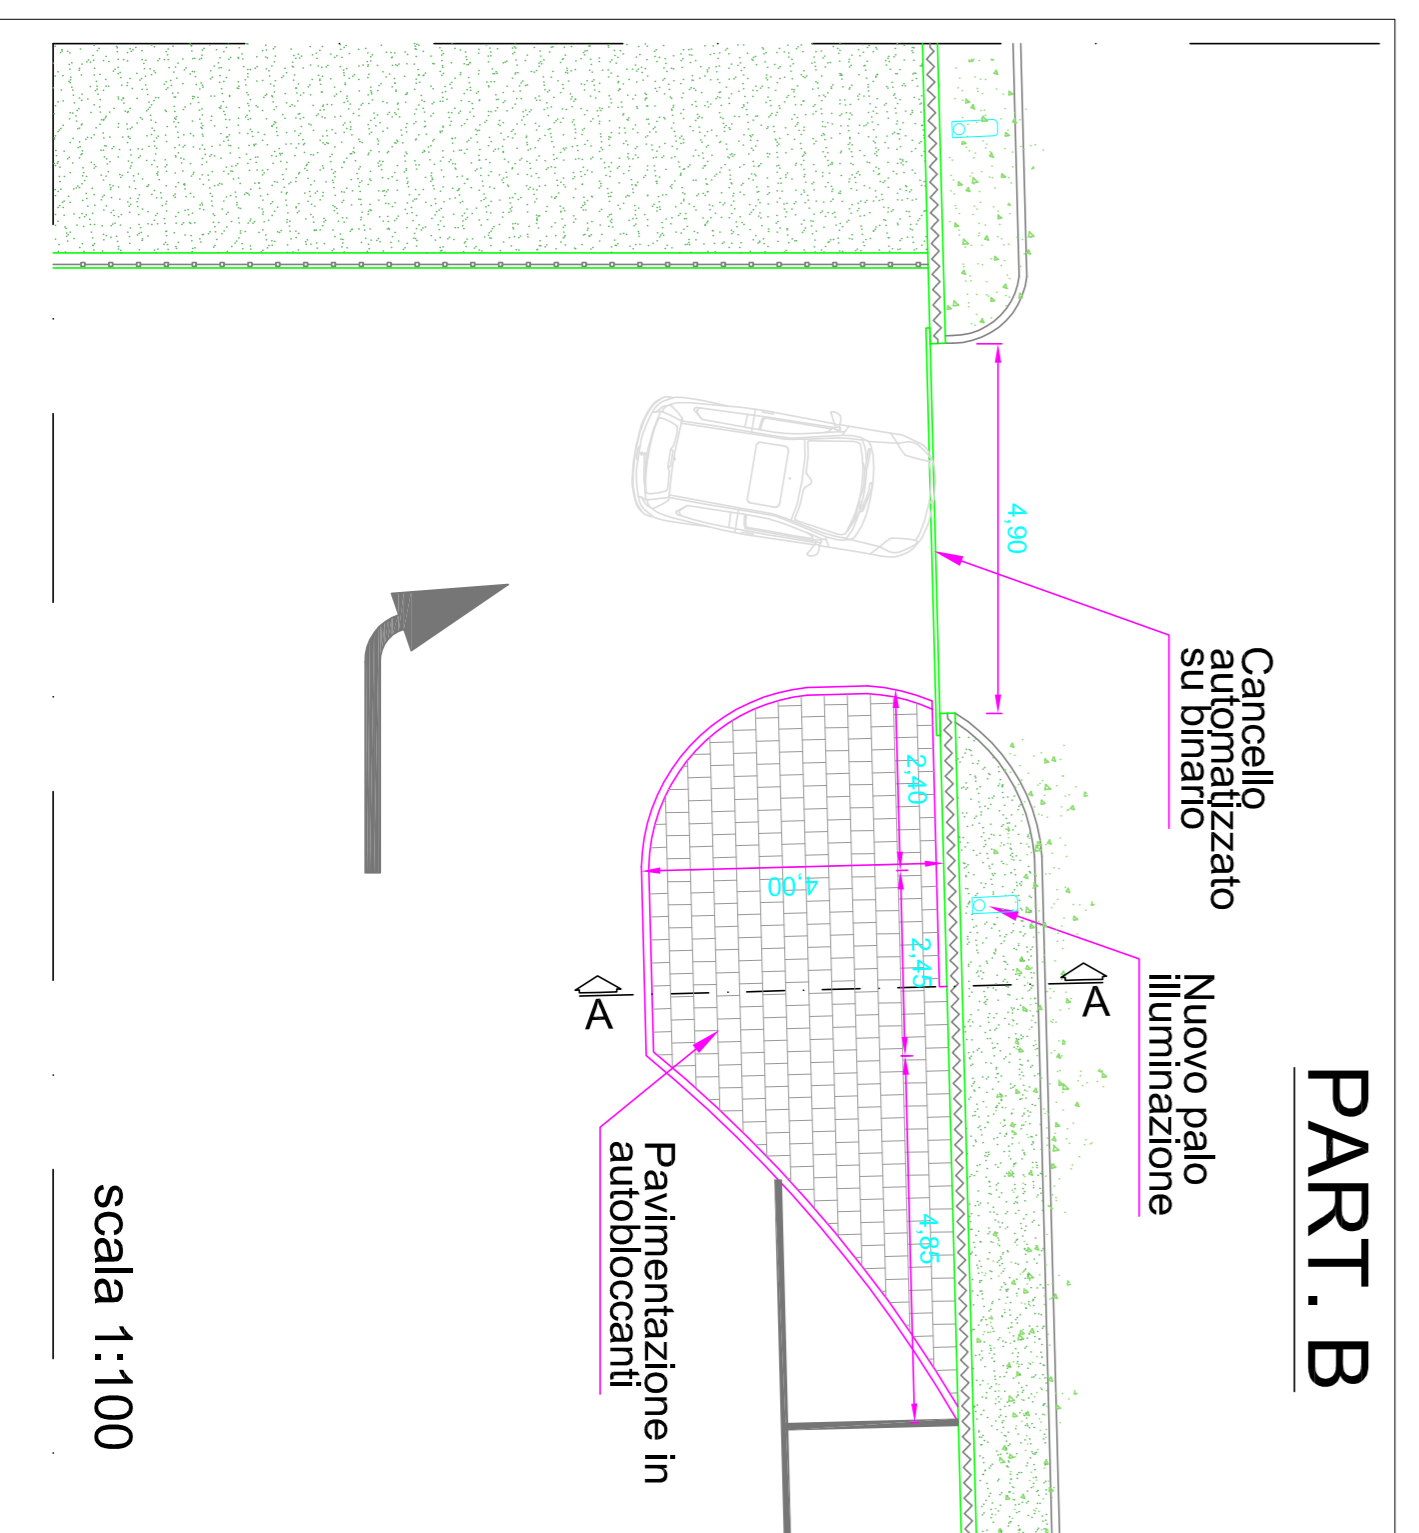 PART. B
Cancello
automatizzato
su binario
Nuovo palo
illuminazione
4,90
2,40
4,00
2,45
4,85
A
A
Pavimentazione in
autobloccanti
scala 1:100